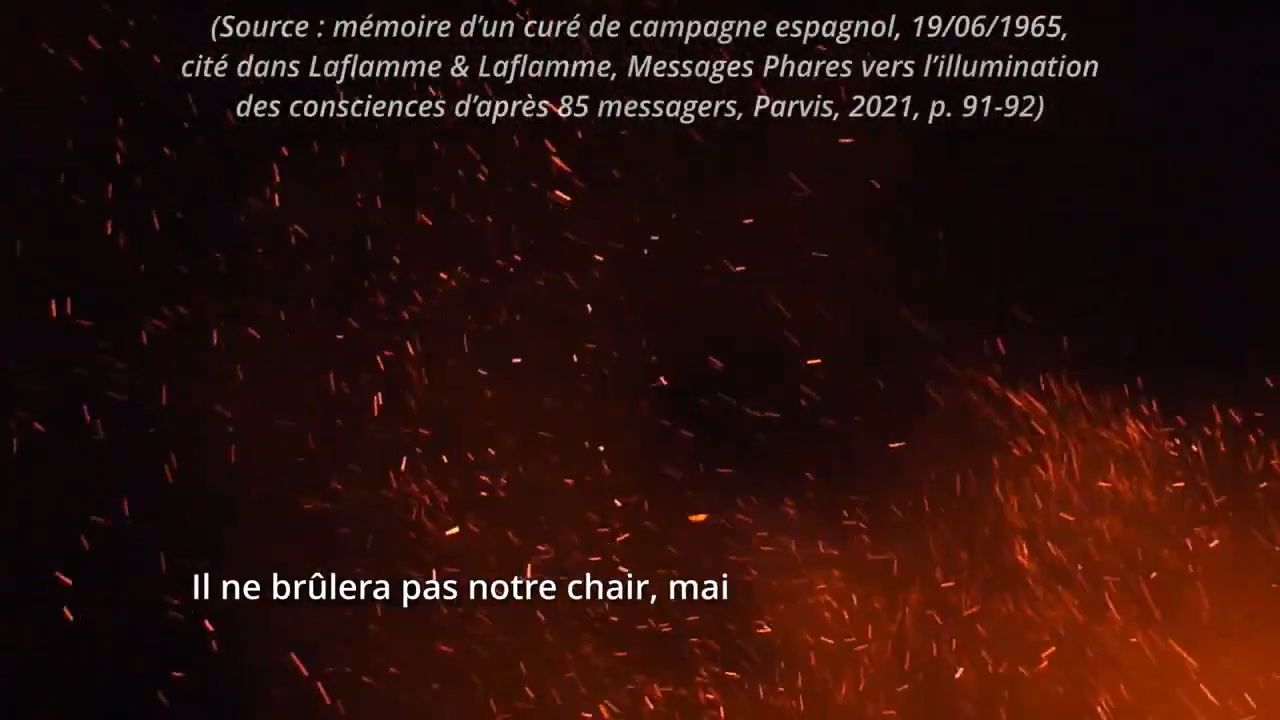 (Source : mémoire d’un curé de campagne espagnol, 19/06/1965,
cité dans Laflamme & Laflamme, Messages Phares vers l’illumination
des consciences d’après 85 messagers, Parvis, 2021, p. 91-92)
Il ne brûlera pas notre chair, mai